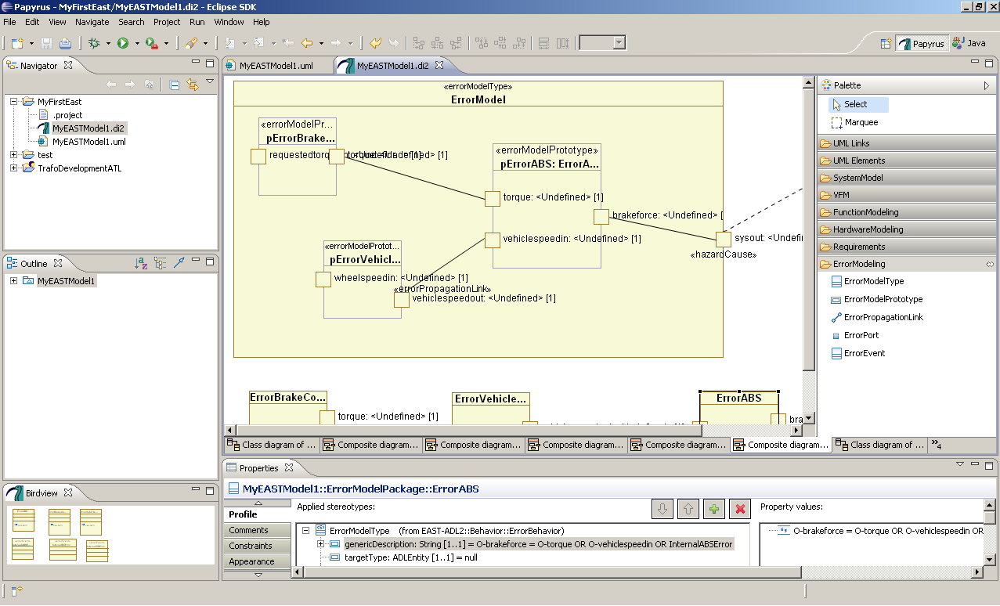 Papyrus - MyFirstEast/MyEASTModel1.di2 - Eclipse SDK
File Edit View Navigate Search Project Run Window Help
Papyrus Java
Navigator
MyFirstEast
.project
MyEASTModel1.di2
MyEASTModel1.uml
test
TrafoDevelopmentATL
Outline
MyEASTModel1
Birdview
MyEASTModel1.uml MyEASTModel1.di2
«errorModelType»
ErrorModel
«errorModelPr...
pErrorBrake...
requestedtorque
torqueout: <Undefined> [1]
«errorModelPrototype»
pErrorABS: ErrorA...
torque: <Undefined> [1]
brakeforce: <Undefined> [
vehiclespeedin: <Undefined> [1]
sysout: <Undefi
«hazardCause»
«errorModelPrototot...
pErrorVehicl...
wheelspeedin: <Undefined> [1]
«errorPropagationLink»
vehiclespeedout: <Undefined> [1]
ErrorBrakeCo...
torque: <Undefined> [1]
ErrorVehicle...
ErrorABS
bra
Class diagram of ... Composite diagram... Composite diagram... Composite diagram... Composite diagram... Composite diagram... Class diagram of ... »4
Palette
Select
Marquee
UML Links
UML Elements
SystemModel
VFM
FunctionModeling
HardwareModeling
Requirements
ErrorModeling
ErrorModelType
ErrorModelPrototype
ErrorPropagationLink
ErrorPort
ErrorEvent
Properties
MyEASTModel1::ErrorModelPackage::ErrorABS
Profile
Comments
Constraints
Appearance
Applied stereotypes:
ErrorModelType (from EAST-ADL2::Behavior::ErrorBehavior)
genericDescription: String [1..1] = O-brakeforce = O-torque OR O-vehiclespeedin OR InternalABSError
targetType: ADLEntity [1..1] = null
Property values:
O-brakeforce = O-torque OR O-vehiclespeedin OR